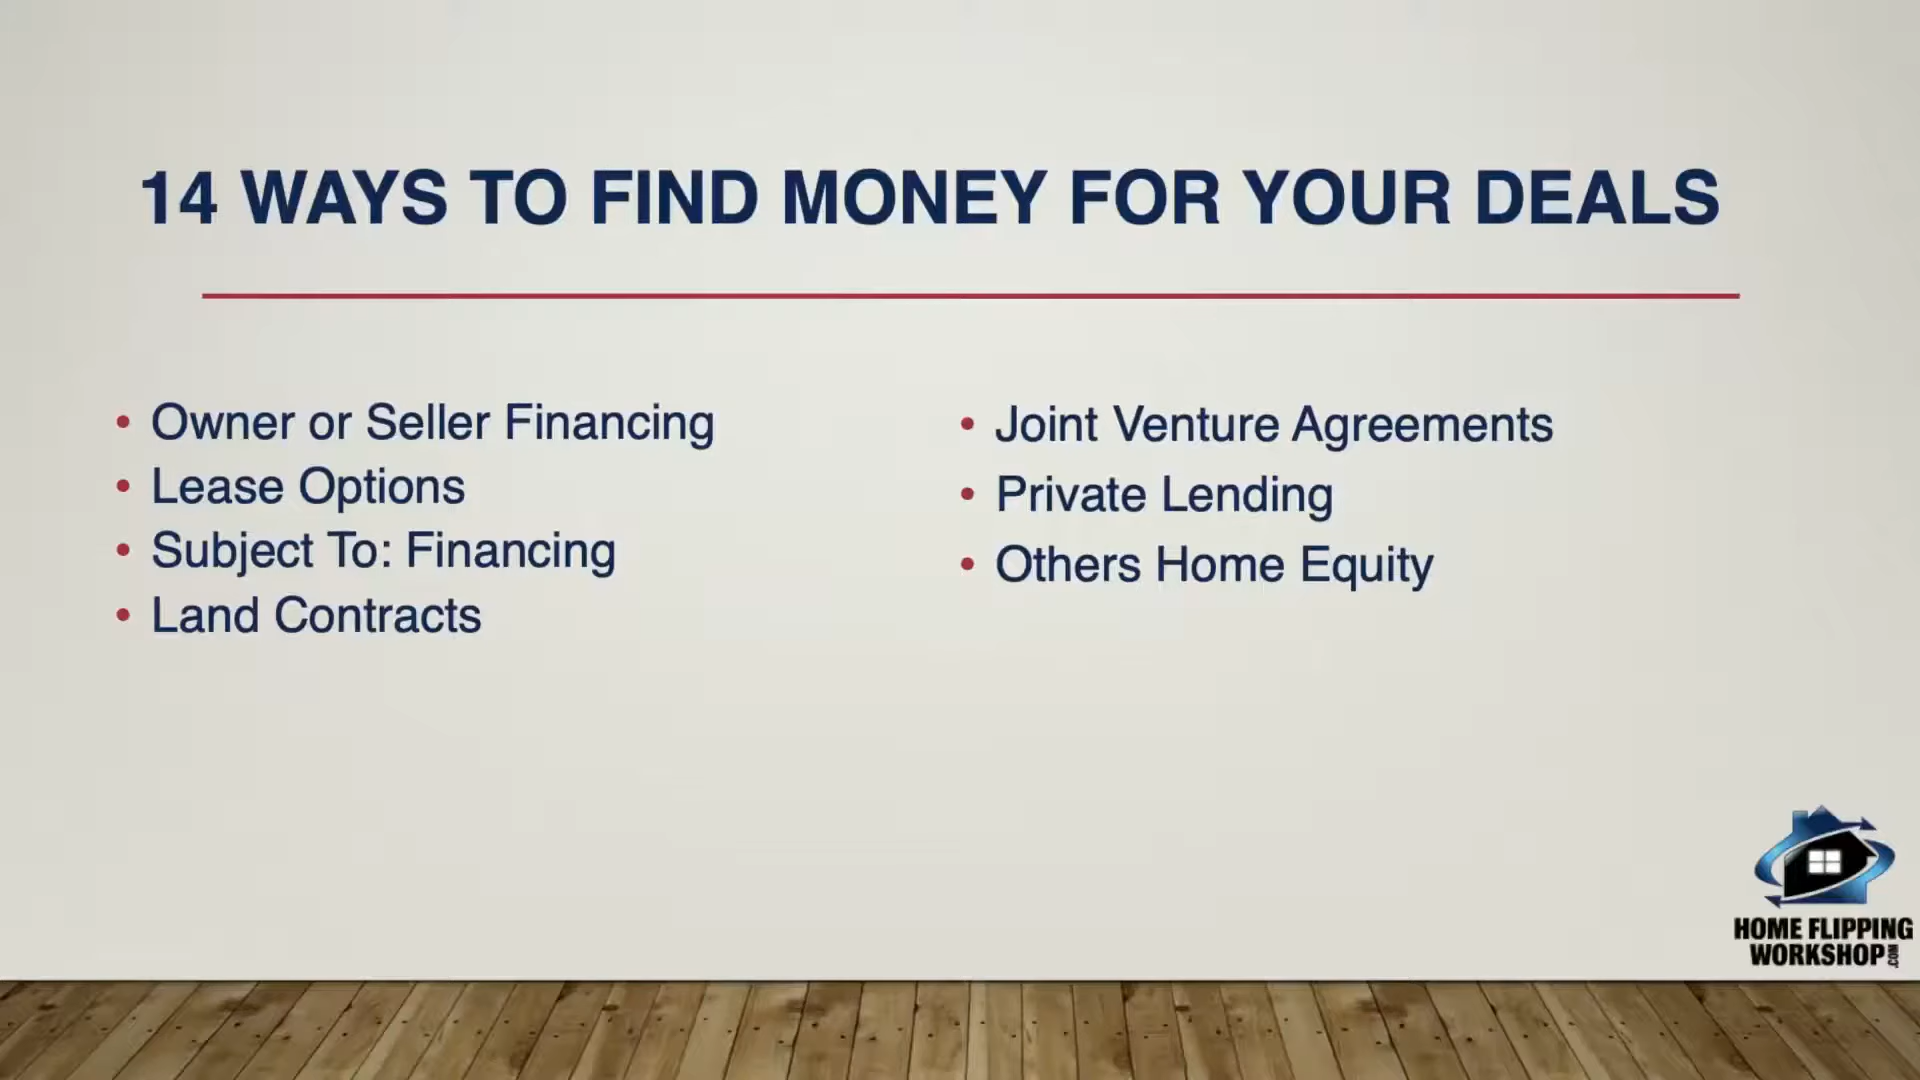 14 WAYS TO FIND MONEY FOR YOUR DEALS
• Owner or Seller Financing
• Lease Options
• Subject To: Financing
• Land Contracts
• Joint Venture Agreements
• Private Lending
• Others Home Equity
HOME FLIPPING
WORKSHOP.COM